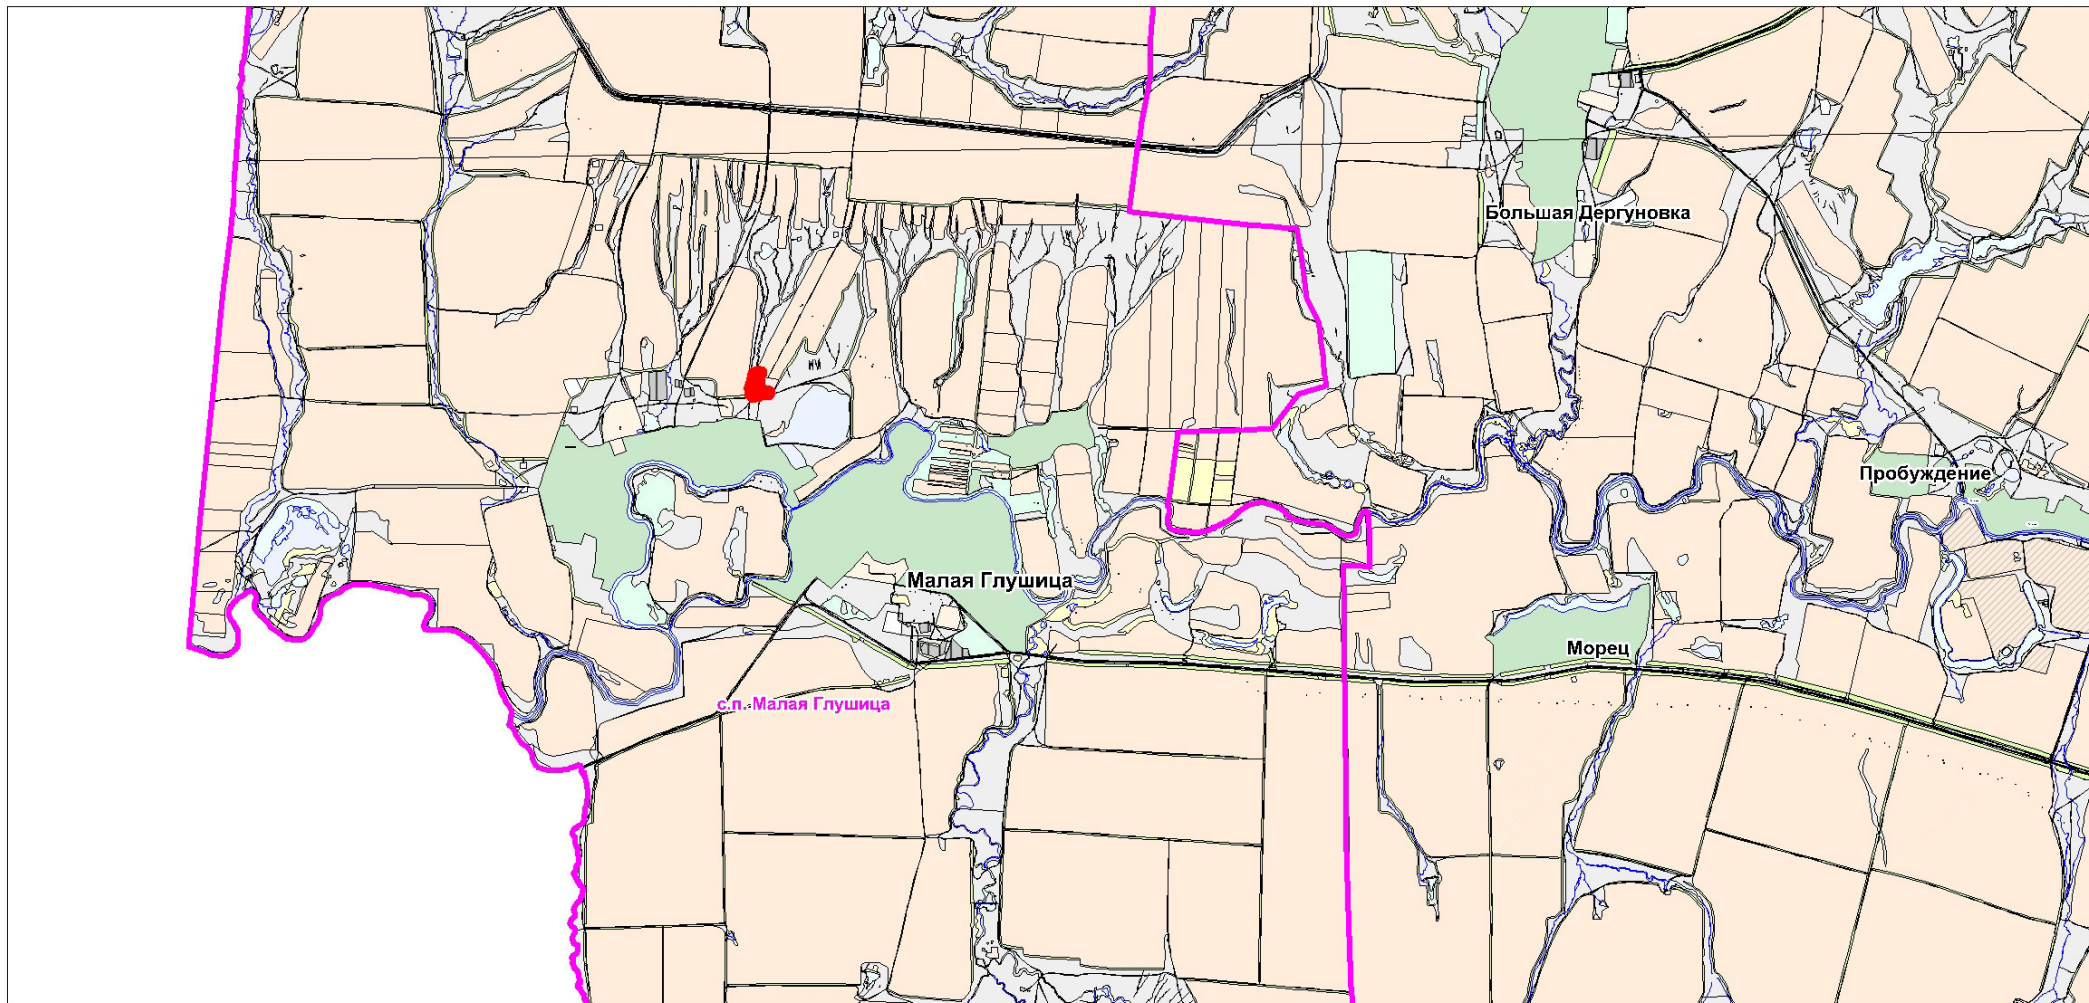 Большая Дергуновка
Пробуждение
Малая Глушица
Морец
с.п. Малая Глушица